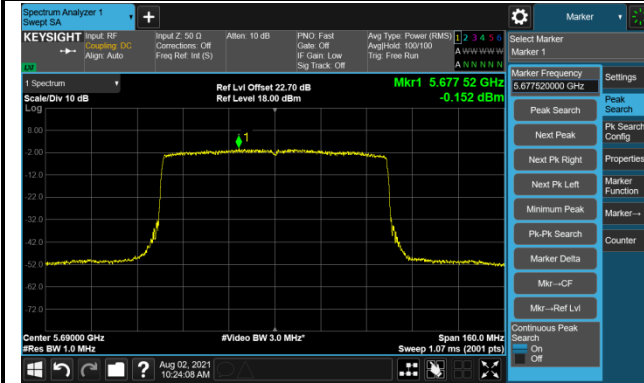 Spectrum Analyzer 1
Swept SA
+
Marker
KEYSIGHT
Input: RF
Coupling: DC
Align: Auto
Input Z: 50 Ω
Corrections: Off
Freq Ref: Int (S)
Atten: 10 dB
PNO: Fast
Gate: Off
IF Gain: Low
Sig Track: Off
Avg Type: Power (RMS)
Avg|Hold: 100/100
Trig: Free Run
1 2 3 4 5 6
A W W W W W
A N N N N N
Select Marker
Marker 1
1 Spectrum
Scale/Div 10 dB
Log
Ref Lvl Offset 22.70 dB
Ref Level 18.00 dBm
Mkr1 5.677 52 GHz
-0.152 dBm
8.00
-2.00
-12.0
-22.0
-32.0
-42.0
-52.0
-62.0
-72.0
1
Center 5.69000 GHz
#Res BW 1.0 MHz
#Video BW 3.0 MHz*
Span 160.0 MHz
Sweep 1.07 ms (2001 pts)
Marker Frequency
5.677520000 GHz
Peak Search
Next Peak
Next Pk Right
Next Pk Left
Minimum Peak
Pk-Pk Search
Marker Delta
Mkr→CF
Mkr→Ref Lvl
Continuous Peak
Search
On
Off
Settings
Peak
Search
Pk Search
Config
Properties
Marker
Function
Marker→
Counter
?
Aug 02, 2021
10:24:08 AM